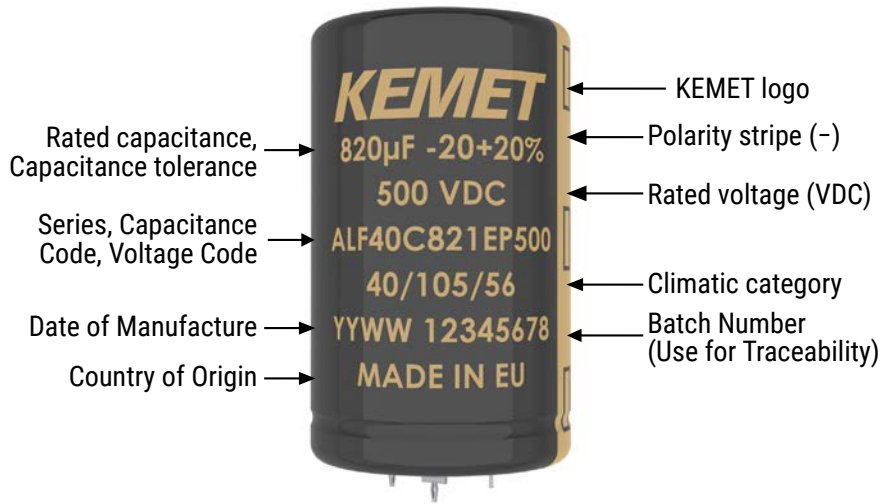 KEMET
820µF -20+20%
500 VDC
ALF40C821EP500
40/105/56
YYWW 12345678
MADE IN EU
Rated capacitance,
Capacitance tolerance
Series, Capacitance
Code, Voltage Code
Date of Manufacture
Country of Origin
KEMET logo
Polarity stripe (−)
Rated voltage (VDC)
Climatic category
Batch Number
(Use for Traceability)